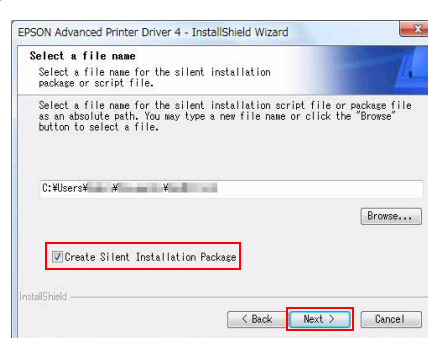 EPSON Advanced Printer Driver 4 - InstallShield Wizard
Select a file name
Select a file name for the silent installation
package or script file.
Select a file name for the silent installation script file or package file
as an absolute path. You may type a new file name or click the "Browse"
button to select a file.
C:¥Users¥ ¥ ¥
Browse...
Create Silent Installation Package
InstallShield
< Back
Next >
Cancel